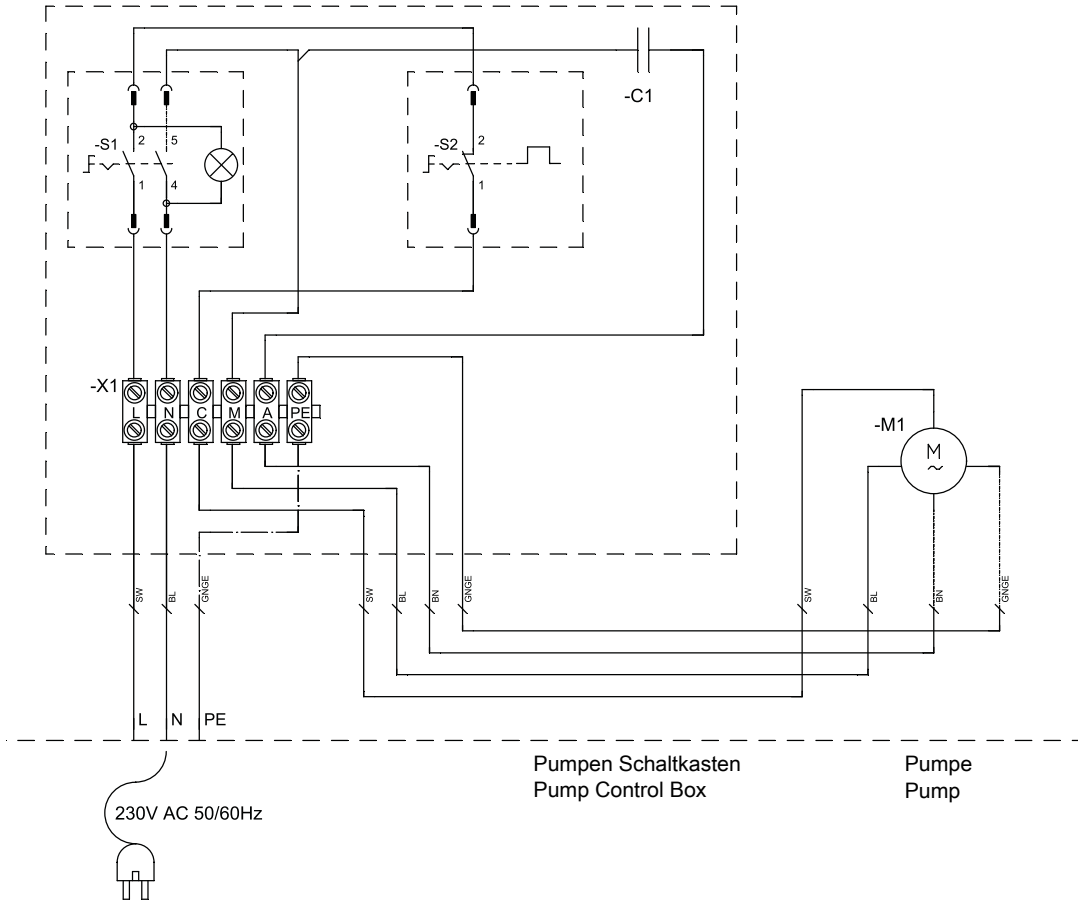 -C1
-S1
2
5
1
4
-S2
2
1
-X1
L
N
C
M
A
PE
-M1
M
~
SW
BL
GNGE
SW
BL
BN
GNGE
SW
BL
BN
GNGE
L
N
PE
Pumpen Schaltkasten
Pump Control Box
Pumpe
Pump
230V AC 50/60Hz